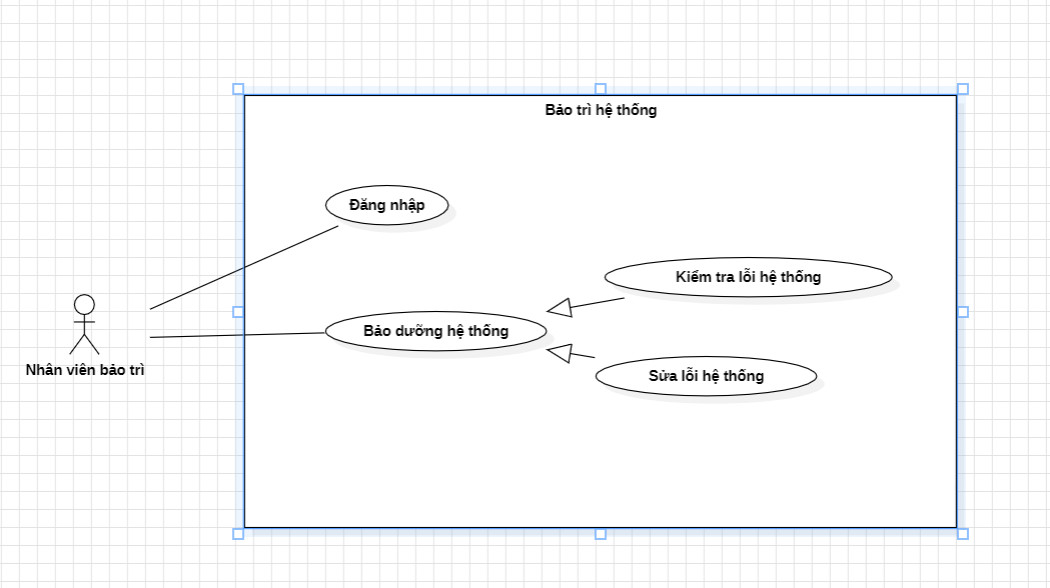 Bảo trì hệ thống
Đăng nhập
Kiểm tra lỗi hệ thống
Bảo dưỡng hệ thống
Sửa lỗi hệ thống
Nhân viên bảo trì